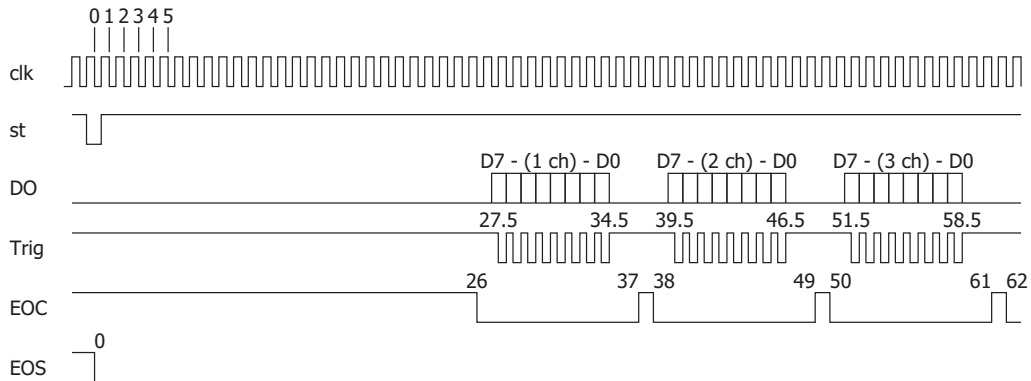 0 1 2 3 4 5
clk
st
D7 - (1 ch) - D0 D7 - (2 ch) - D0 D7 - (3 ch) - D0
DO
27.5 34.5 39.5 46.5 51.5 58.5
Trig
26 37 38 49 50 61 62
EOC
0
EOS